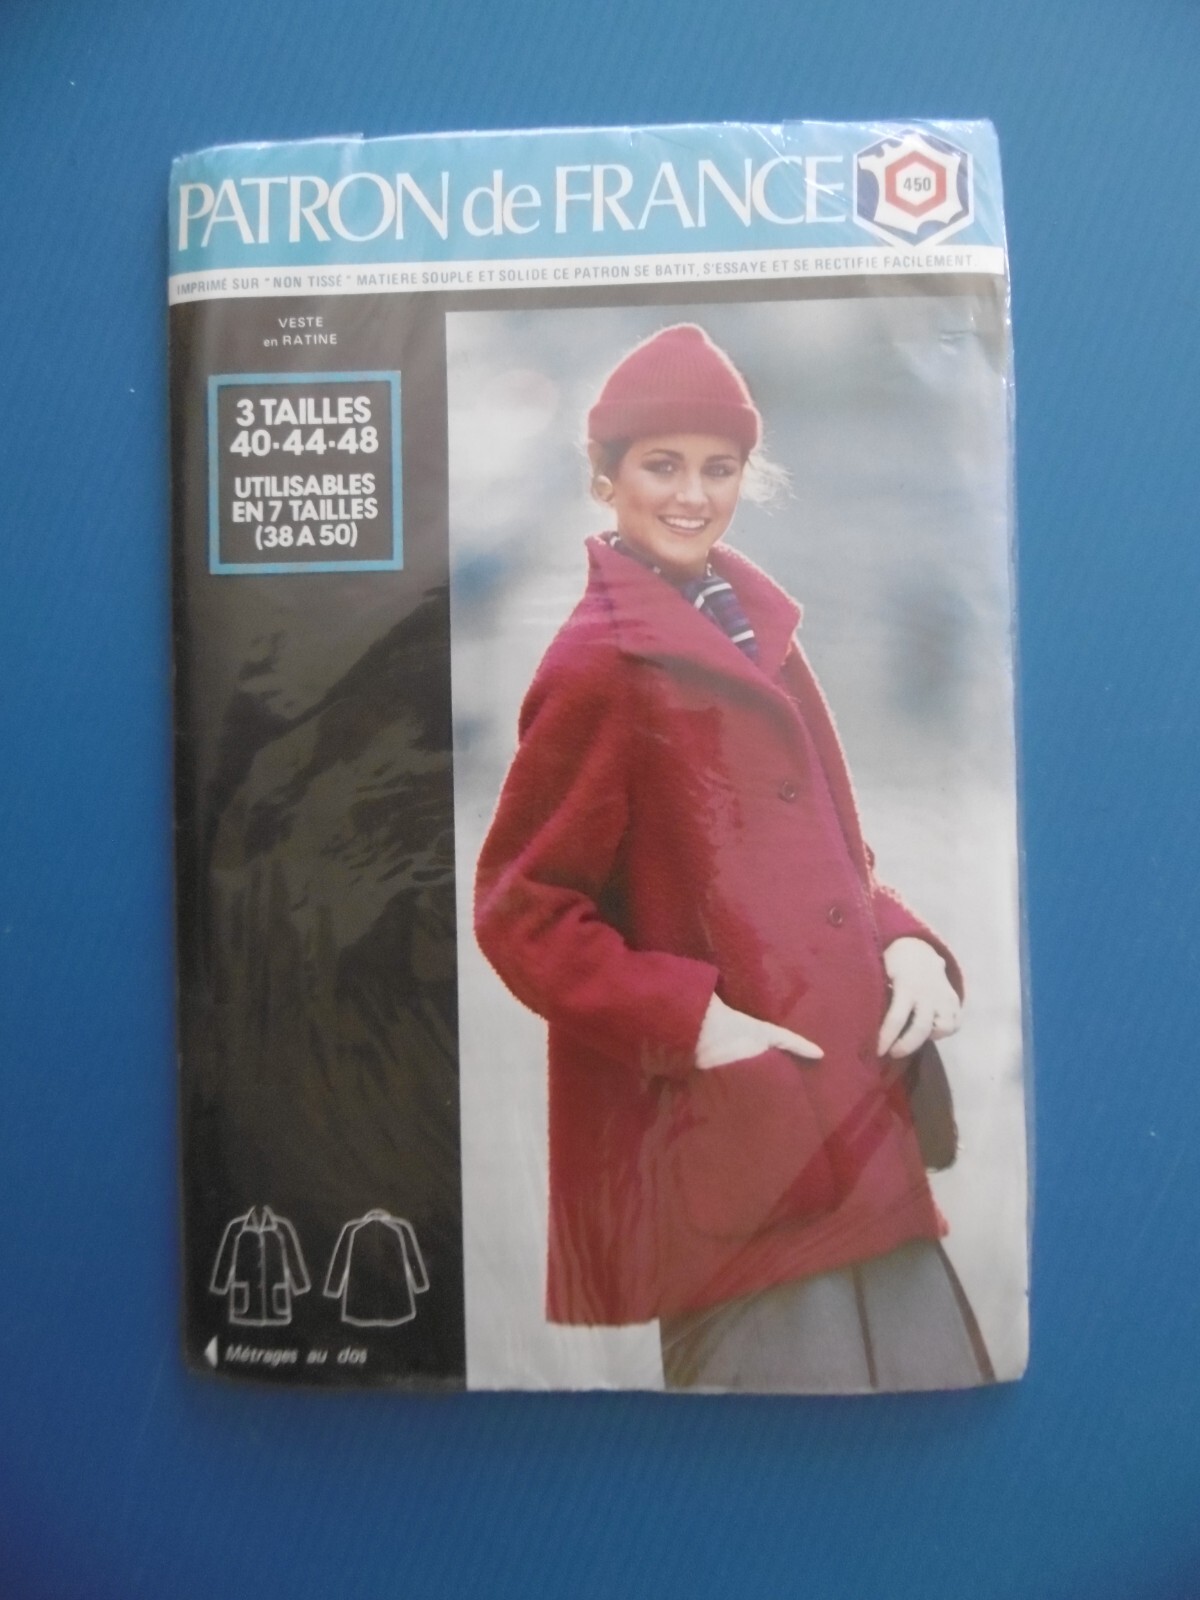 PATRON de FRANCE
450
IMPRIMÉ SUR "NON TISSÉ" MATIERE SOUPLE ET SOLIDE CE PATRON SE BATIT, S'ESSAYE ET SE RECTIFIE FACILEMENT.
VESTE
en RATINE
3 TAILLES
40·44·48
UTILISABLES
EN 7 TAILLES
(38 A 50)
Métrages au dos